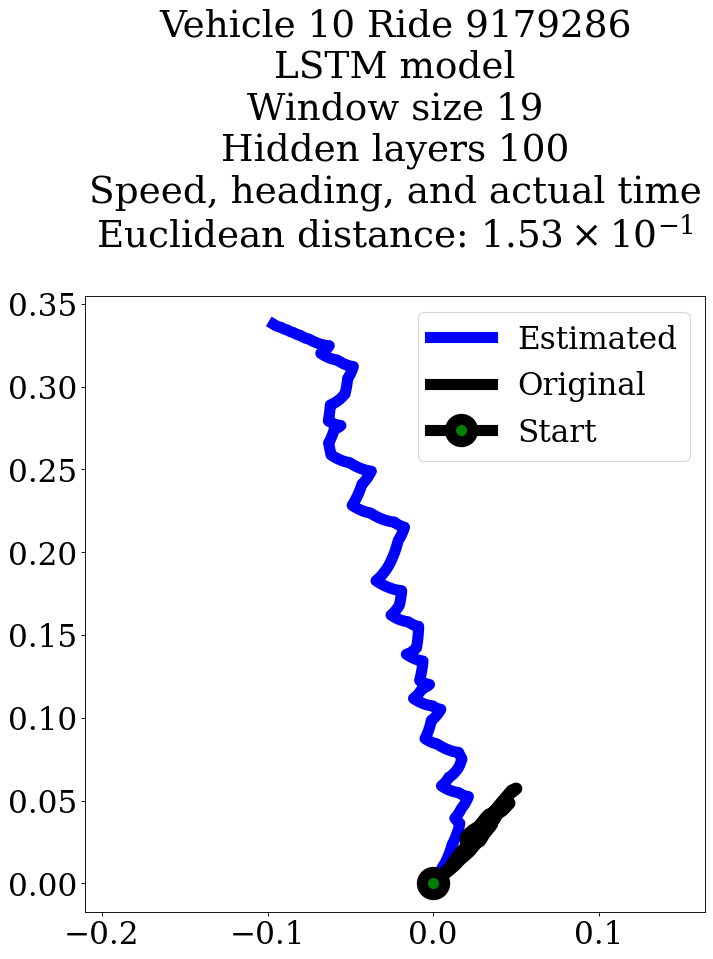 Vehicle 10 Ride 9179286
LSTM model
Window size 19
Hidden layers 100
Speed, heading, and actual time
Euclidean distance: 1.53 × 10⁻¹
0.35
Estimated
0.30
Original
Start
0.25
0.20
0.15
0.10
0.05
0.00
−0.2
−0.1
0.0
0.1